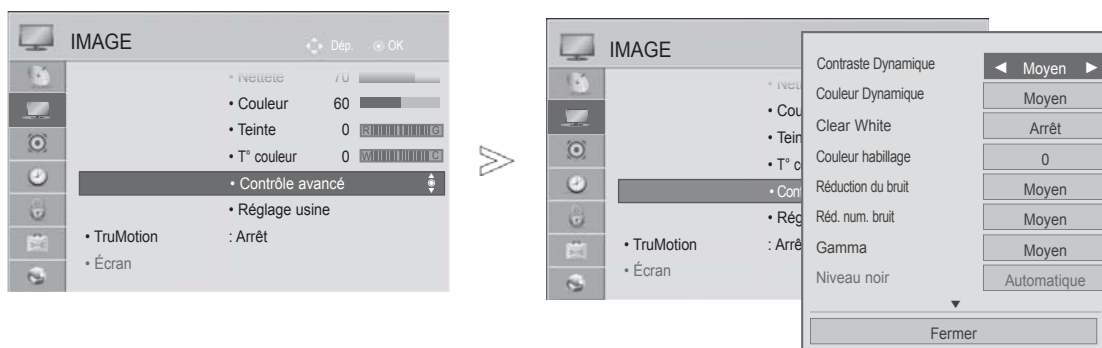 IMAGE
Dép. OK
• Netteté 70
• Couleur 60
• Teinte 0 R G
• T° couleur 0 W C
• Contrôle avancé
• Réglage usine
• TruMotion : Arrêt
• Écran
IMAGE
• Net
• Cou
• Tein
• T° c
• Con
• Rég
• TruMotion : Arrê
• Écran
Contraste Dynamique ◄ Moyen ►
Couleur Dynamique Moyen
Clear White Arrêt
Couleur habillage 0
Réduction du bruit Moyen
Réd. num. bruit Moyen
Gamma Moyen
Niveau noir Automatique
▼
Fermer